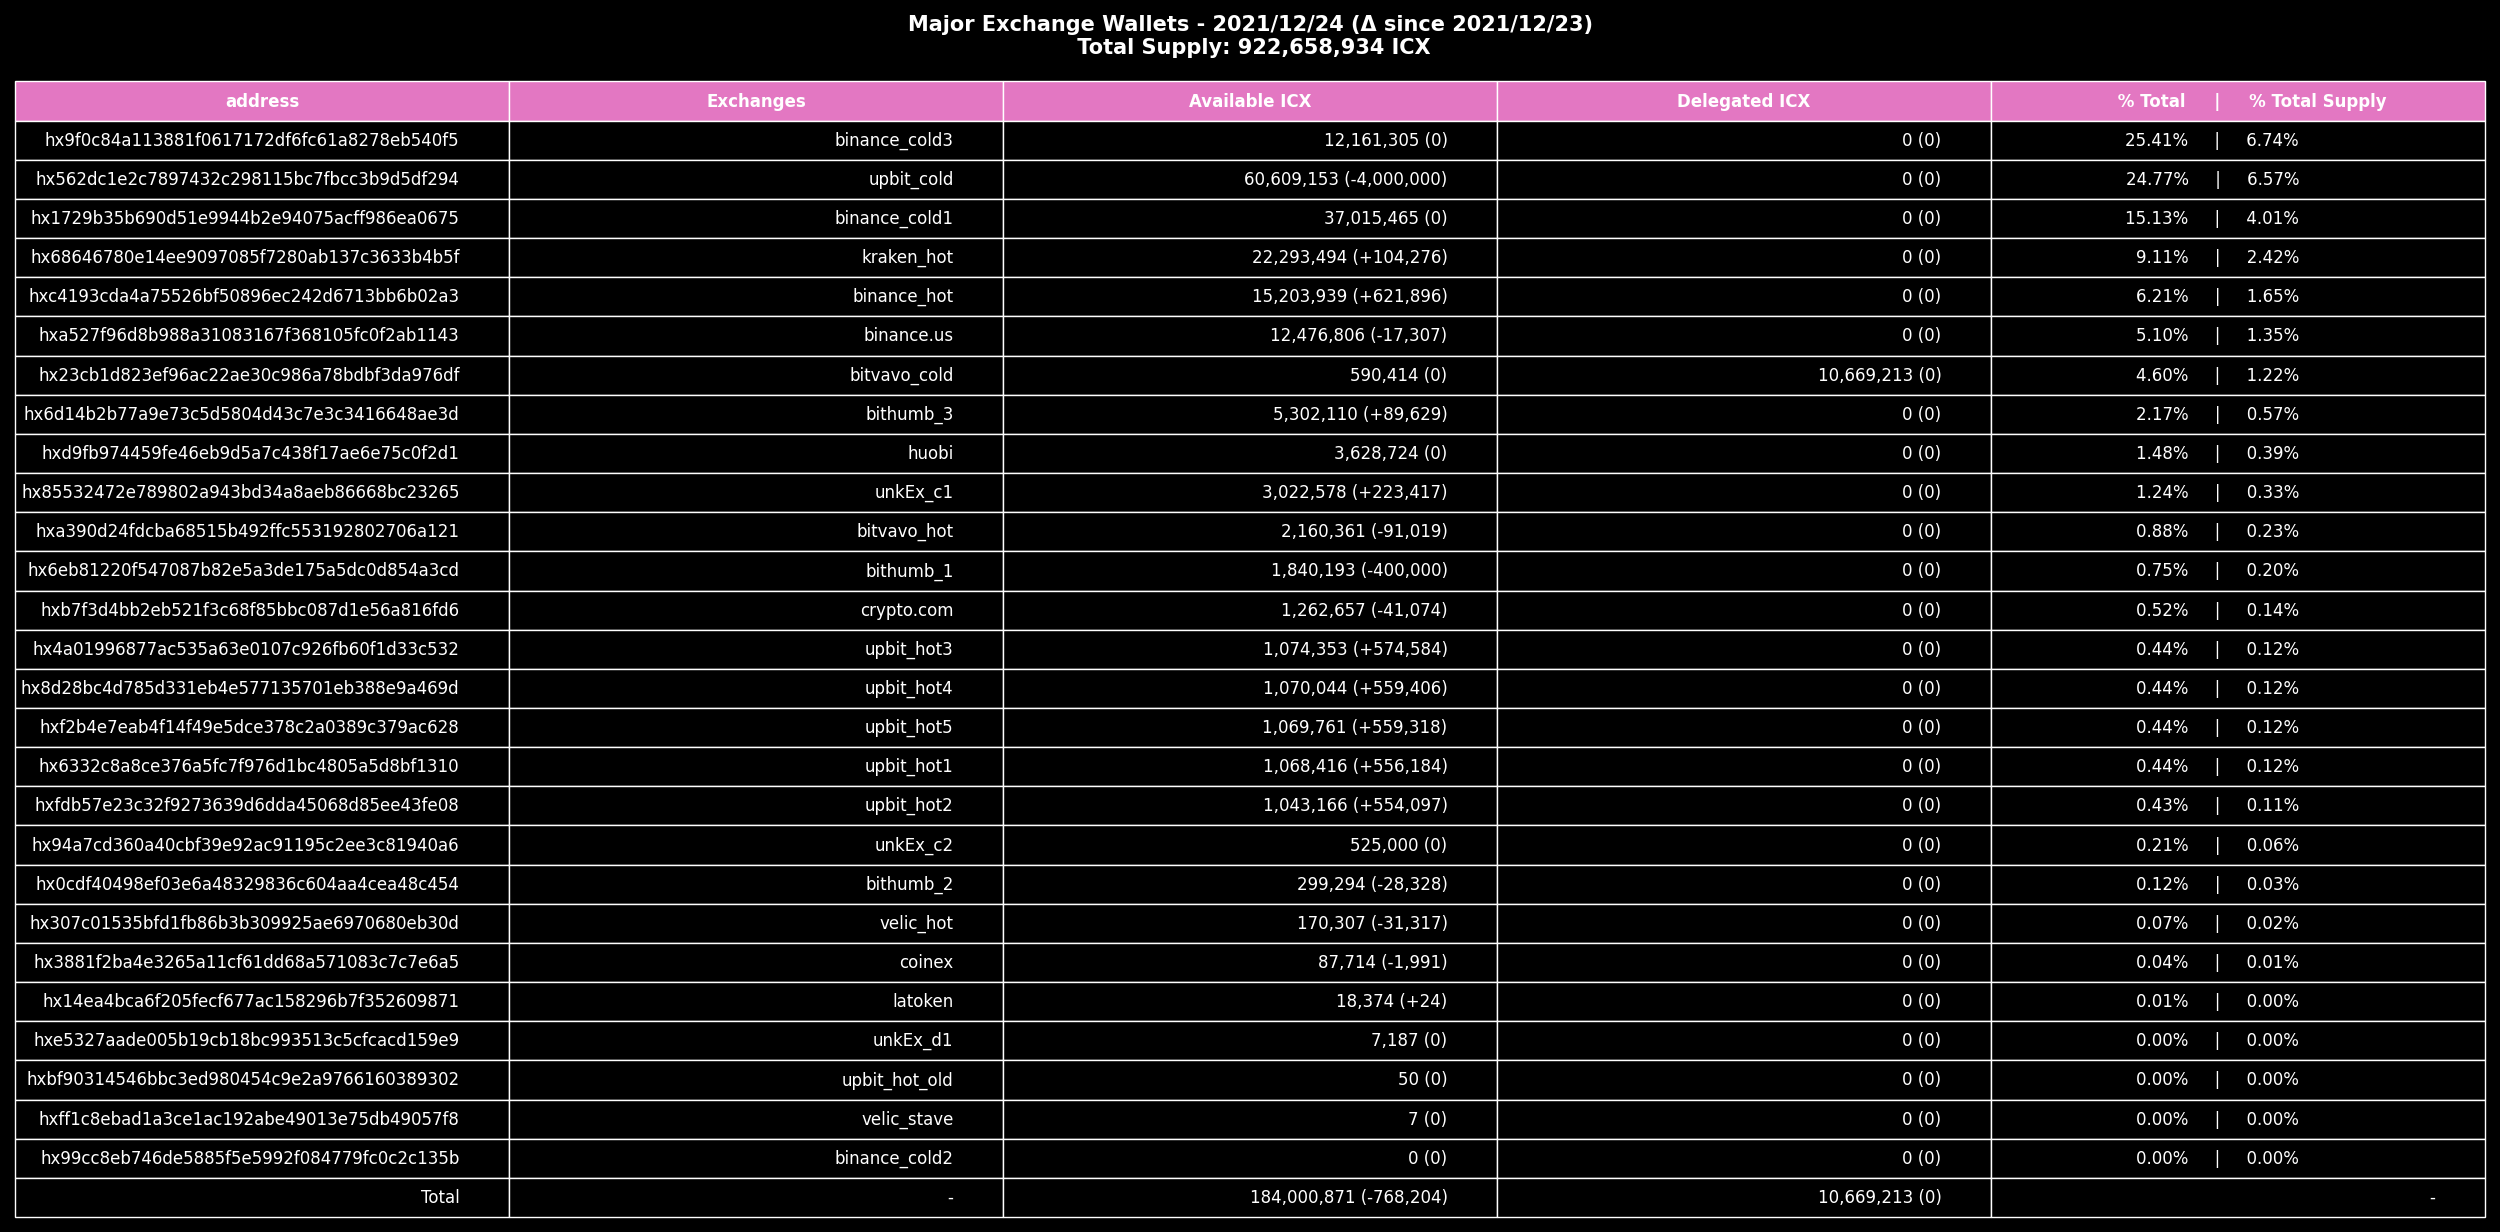 Major Exchange Wallets - 2021/12/24 (Δ since 2021/12/23)
Total Supply: 922,658,934 ICX
address Exchanges Available ICX Delegated ICX % Total | % Total Supply
hx9f0c84a113881f0617172df6fc61a8278eb540f5 binance_cold3 12,161,305 (0) 0 (0) 25.41% | 6.74%
hx562dc1e2c7897432c298115bc7fbcc3b9d5df294 upbit_cold 60,609,153 (-4,000,000) 0 (0) 24.77% | 6.57%
hx1729b35b690d51e9944b2e94075acff986ea0675 binance_cold1 37,015,465 (0) 0 (0) 15.13% | 4.01%
hx68646780e14ee9097085f7280ab137c3633b4b5f kraken_hot 22,293,494 (+104,276) 0 (0) 9.11% | 2.42%
hxc4193cda4a75526bf50896ec242d6713bb6b02a3 binance_hot 15,203,939 (+621,896) 0 (0) 6.21% | 1.65%
hxa527f96d8b988a31083167f368105fc0f2ab1143 binance.us 12,476,806 (-17,307) 0 (0) 5.10% | 1.35%
hx23cb1d823ef96ac22ae30c986a78bdbf3da976df bitvavo_cold 590,414 (0) 10,669,213 (0) 4.60% | 1.22%
hx6d14b2b77a9e73c5d5804d43c7e3c3416648ae3d bithumb_3 5,302,110 (+89,629) 0 (0) 2.17% | 0.57%
hxd9fb974459fe46eb9d5a7c438f17ae6e75c0f2d1 huobi 3,628,724 (0) 0 (0) 1.48% | 0.39%
hx85532472e789802a943bd34a8aeb86668bc23265 unkEx_c1 3,022,578 (+223,417) 0 (0) 1.24% | 0.33%
hxa390d24fdcba68515b492ffc553192802706a121 bitvavo_hot 2,160,361 (-91,019) 0 (0) 0.88% | 0.23%
hx6eb81220f547087b82e5a3de175a5dc0d854a3cd bithumb_1 1,840,193 (-400,000) 0 (0) 0.75% | 0.20%
hxb7f3d4bb2eb521f3c68f85bbc087d1e56a816fd6 crypto.com 1,262,657 (-41,074) 0 (0) 0.52% | 0.14%
hx4a01996877ac535a63e0107c926fb60f1d33c532 upbit_hot3 1,074,353 (+574,584) 0 (0) 0.44% | 0.12%
hx8d28bc4d785d331eb4e577135701eb388e9a469d upbit_hot4 1,070,044 (+559,406) 0 (0) 0.44% | 0.12%
hxf2b4e7eab4f14f49e5dce378c2a0389c379ac628 upbit_hot5 1,069,761 (+559,318) 0 (0) 0.44% | 0.12%
hx6332c8a8ce376a5fc7f976d1bc4805a5d8bf1310 upbit_hot1 1,068,416 (+556,184) 0 (0) 0.44% | 0.12%
hxfdb57e23c32f9273639d6dda45068d85ee43fe08 upbit_hot2 1,043,166 (+554,097) 0 (0) 0.43% | 0.11%
hx94a7cd360a40cbf39e92ac91195c2ee3c81940a6 unkEx_c2 525,000 (0) 0 (0) 0.21% | 0.06%
hx0cdf40498ef03e6a48329836c604aa4cea48c454 bithumb_2 299,294 (-28,328) 0 (0) 0.12% | 0.03%
hx307c01535bfd1fb86b3b309925ae6970680eb30d velic_hot 170,307 (-31,317) 0 (0) 0.07% | 0.02%
hx3881f2ba4e3265a11cf61dd68a571083c7c7e6a5 coinex 87,714 (-1,991) 0 (0) 0.04% | 0.01%
hx14ea4bca6f205fecf677ac158296b7f352609871 latoken 18,374 (+24) 0 (0) 0.01% | 0.00%
hxe5327aade005b19cb18bc993513c5cfcacd159e9 unkEx_d1 7,187 (0) 0 (0) 0.00% | 0.00%
hxbf90314546bbc3ed980454c9e2a9766160389302 upbit_hot_old 50 (0) 0 (0) 0.00% | 0.00%
hxff1c8ebad1a3ce1ac192abe49013e75db49057f8 velic_stave 7 (0) 0 (0) 0.00% | 0.00%
hx99cc8eb746de5885f5e5992f084779fc0c2c135b binance_cold2 0 (0) 0 (0) 0.00% | 0.00%
Total - 184,000,871 (-768,204) 10,669,213 (0) -